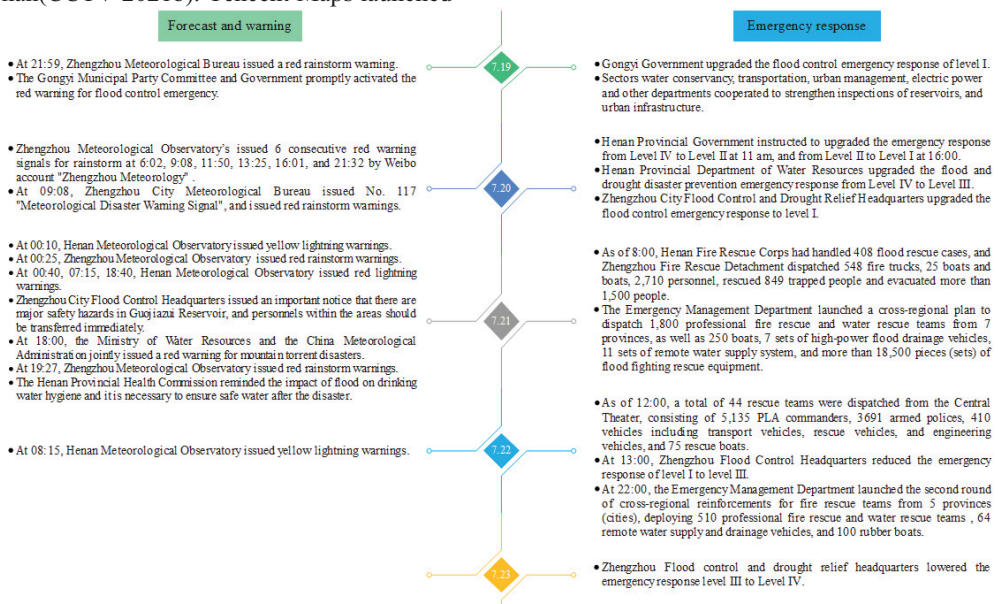 nan(CCTV 2021b). Tencent Maps launched
Forecast and warning
Emergency response
7.19
• At 21:59, Zhengzhou Meteorological Bureau issued a red rainstorm warning.
• The Gongyi Municipal Party Committee and Government promptly activated the
red warning for flood control emergency.
• Gongyi Government upgraded the flood control emergency response of level I.
• Sectors water conservancy, transportation, urban management, electric power
and other departments cooperated to strengthen inspections of reservoirs, and
urban infrastructure.
7.20
• Zhengzhou Meteorological Observatory's issued 6 consecutive red warning
signals for rainstorm at 6:02, 9:08, 11:50, 13:25, 16:01, and 21:32 by Weibo
account "Zhengzhou Meteorology" .
• At 09:08, Zhengzhou City Meteorological Bureau issued No. 117
"Meteorological Disaster Warning Signal", and issued red rainstorm warnings.
• Henan Provincial Government instructed to upgraded the emergency response
from Level IV to Level II at 11 am, and from Level II to Level I at 16:00.
• Henan Provincial Department of Water Resources upgraded the flood and
drought disaster prevention emergency response from Level IV to Level III.
• Zhengzhou City Flood Control and Drought Relief Headquarters upgraded the
flood control emergency response to level I.
7.21
• At 00:10, Henan Meteorological Observatory issued yellow lightning warnings.
• At 00:25, Zhengzhou Meteorological Observatory issued red rainstorm warnings.
• At 00:40, 07:15, 18:40, Henan Meteorological Observatory issued red lightning
warnings.
• Zhengzhou City Flood Control Headquarters issued an important notice that there are
major safety hazards in Guojiazui Reservoir, and personnels within the areas should
be transferred immediately.
• At 18:00, the Ministry of Water Resources and the China Meteorological
Administration jointly issued a red warning for mountain torrent disasters.
• At 19:27, Zhengzhou Meteorological Observatory issued red rainstorm warnings.
• The Henan Provincial Health Commission reminded the impact of flood on drinking
water hygiene and it is necessary to ensure safe water after the disaster.
• As of 8:00, Henan Fire Rescue Corps had handled 408 flood rescue cases, and
Zhengzhou Fire Rescue Detachment dispatched 548 fire trucks, 25 boats and
boats, 2,710 personnel, rescued 849 trapped people and evacuated more than
1,500 people.
• The Emergency Management Department launched a cross-regional plan to
dispatch 1,800 professional fire rescue and water rescue teams from 7
provinces, as well as 250 boats, 7 sets of high-power flood drainage vehicles,
11 sets of remote water supply system, and more than 18,500 pieces (sets) of
flood fighting rescue equipment.
7.22
• At 08:15, Henan Meteorological Observatory issued yellow lightning warnings.
• As of 12:00, a total of 44 rescue teams were dispatched from the Central
Theater, consisting of 5,135 PLA commanders, 3691 armed polices, 410
vehicles including transport vehicles, rescue vehicles, and engineering
vehicles, and 75 rescue boats.
• At 13:00, Zhengzhou Flood Control Headquarters reduced the emergency
response of level I to level III.
• At 22:00, the Emergency Management Department launched the second round
of cross-regional reinforcements for fire rescue teams from 5 provinces
(cities), deploying 510 professional fire rescue and water rescue teams , 64
remote water supply and drainage vehicles, and 100 rubber boats.
7.23
• Zhengzhou Flood control and drought relief headquarters lowered the
emergency response level III to Level IV.